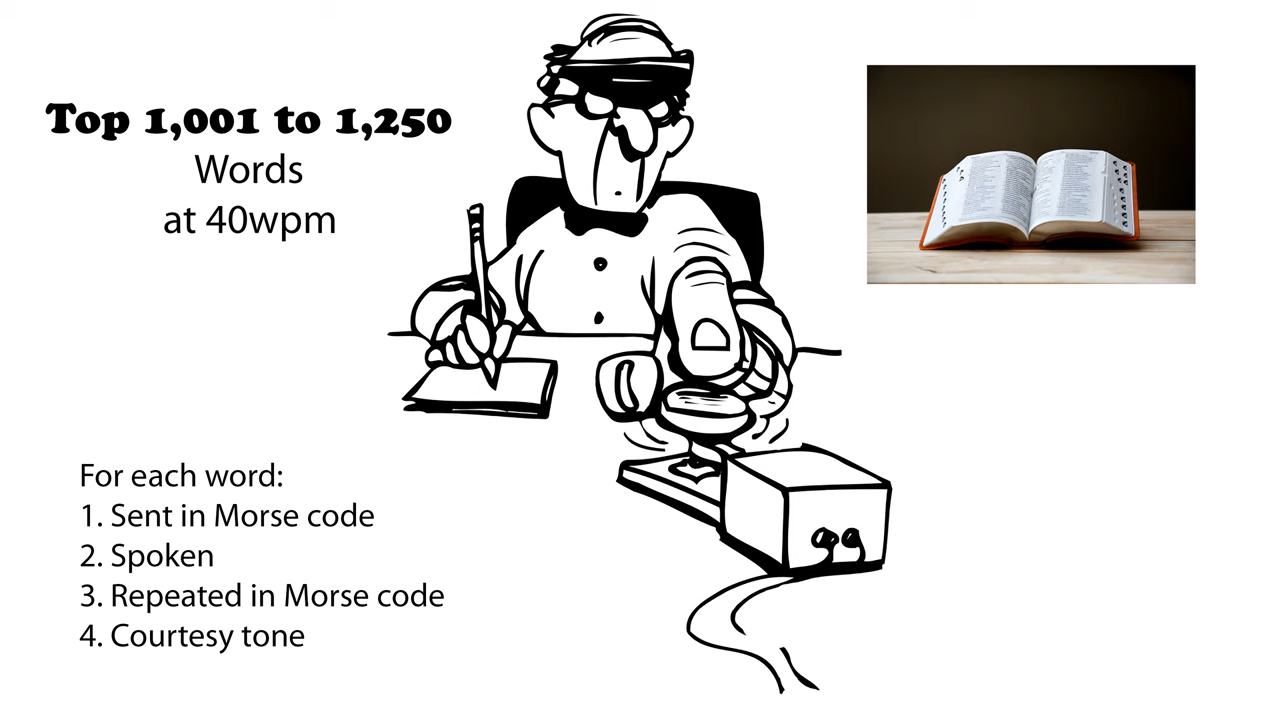 Top 1,001 to 1,250
Words
at 40wpm
For each word:
1. Sent in Morse code
2. Spoken
3. Repeated in Morse code
4. Courtesy tone